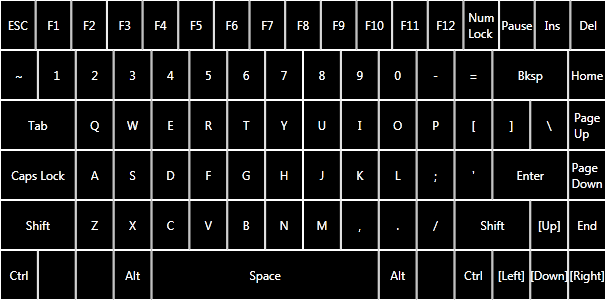 ESC F1 F2 F3 F4 F5 F6 F7 F8 F9 F10 F11 F12 Num Lock Pause Ins Del
~ 1 2 3 4 5 6 7 8 9 0 - = Bksp Home
Tab Q W E R T Y U I O P [ ] \ Page Up
Caps Lock A S D F G H J K L ; ' Enter Page Down
Shift Z X C V B N M , . / Shift [Up] End
Ctrl Alt Space Alt Ctrl [Left] [Down] [Right]